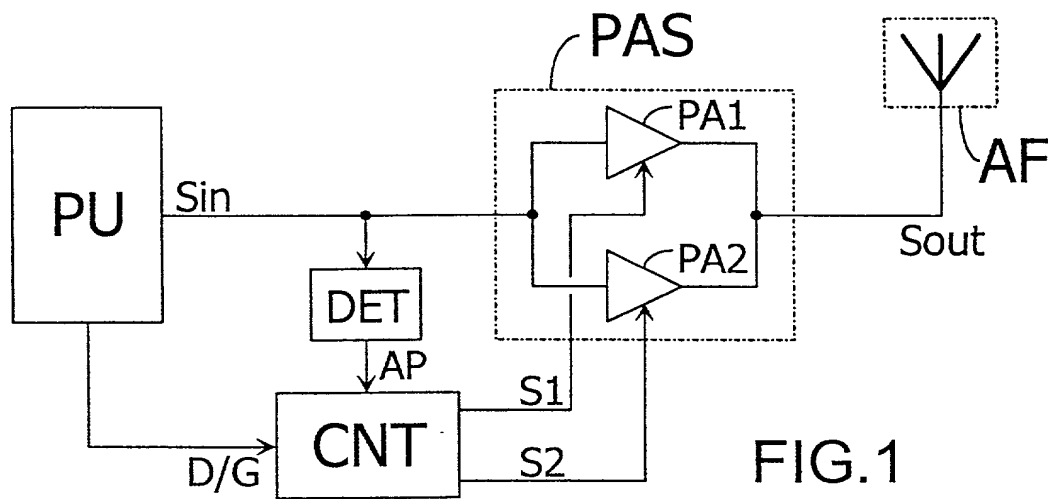 PAS
PA1
AF
PU
Sin
Sout
PA2
DET
AP
S1
CNT
D/G
S2
FIG.1